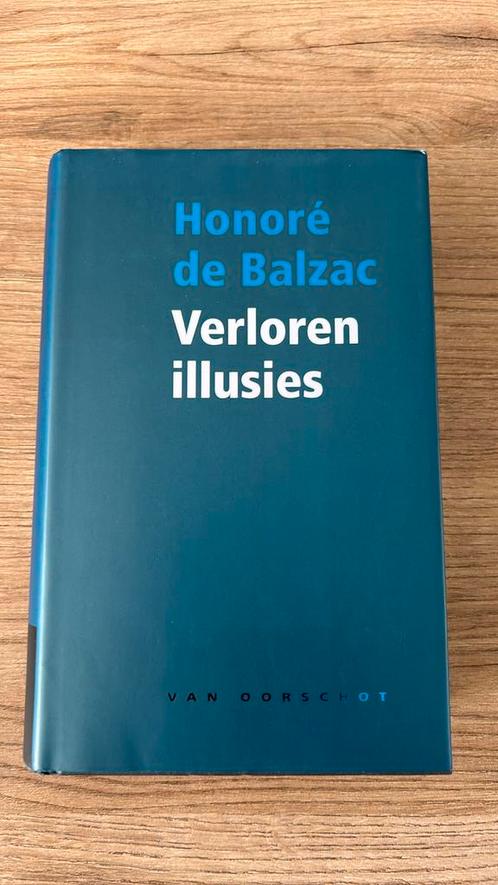 Honoré
de Balzac
Verloren
illusies
VAN OORSCHOT